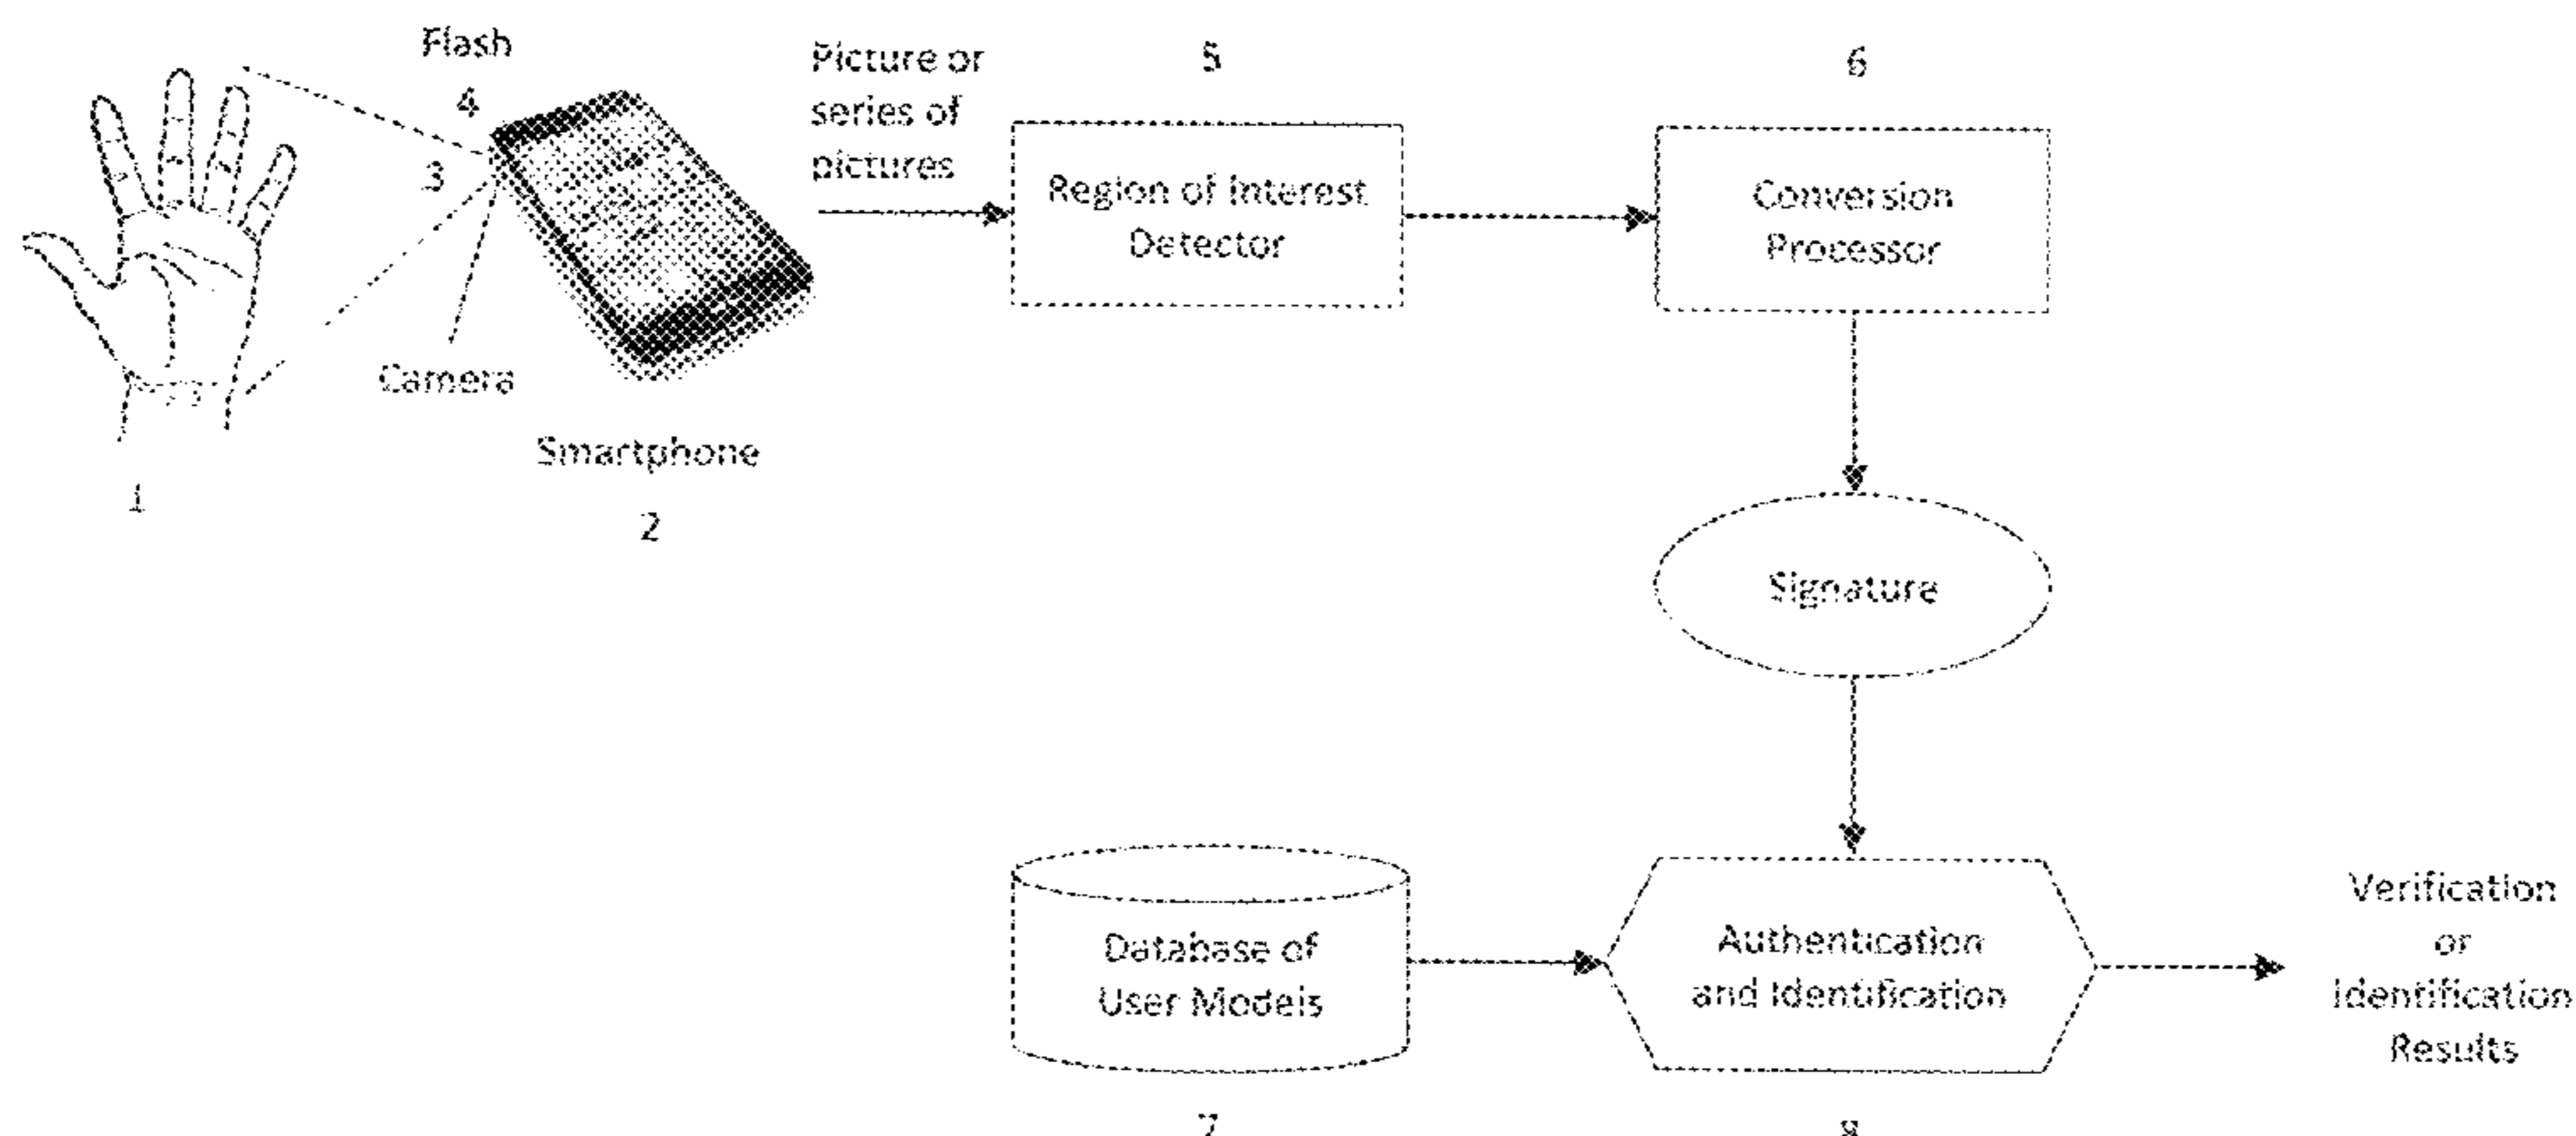 Flash
4
3
Camera
Smartphone
2
1
Picture or
series of
pictures
5
Region of Interest
Detector
6
Conversion
Processor
Signature
Database of
User Models
7
Authentication
and Identification
8
Verification
or
Identification
Results